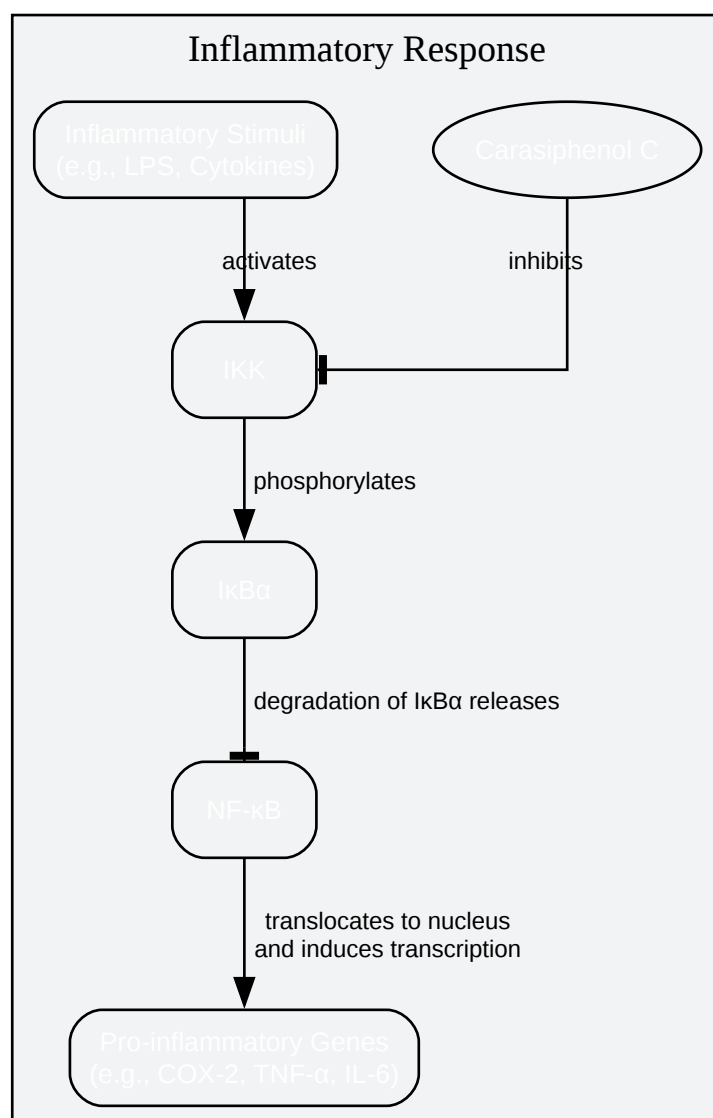 Inflammatory Response
Inflammatory Stimuli
(e.g., LPS, Cytokines)
Carasiphenol C
activates
inhibits
IKK
phosphorylates
IκBα
degradation of IκBα releases
NF-κB
translocates to nucleus
and induces transcription
Pro-inflammatory Genes
(e.g., COX-2, TNF-α, IL-6)